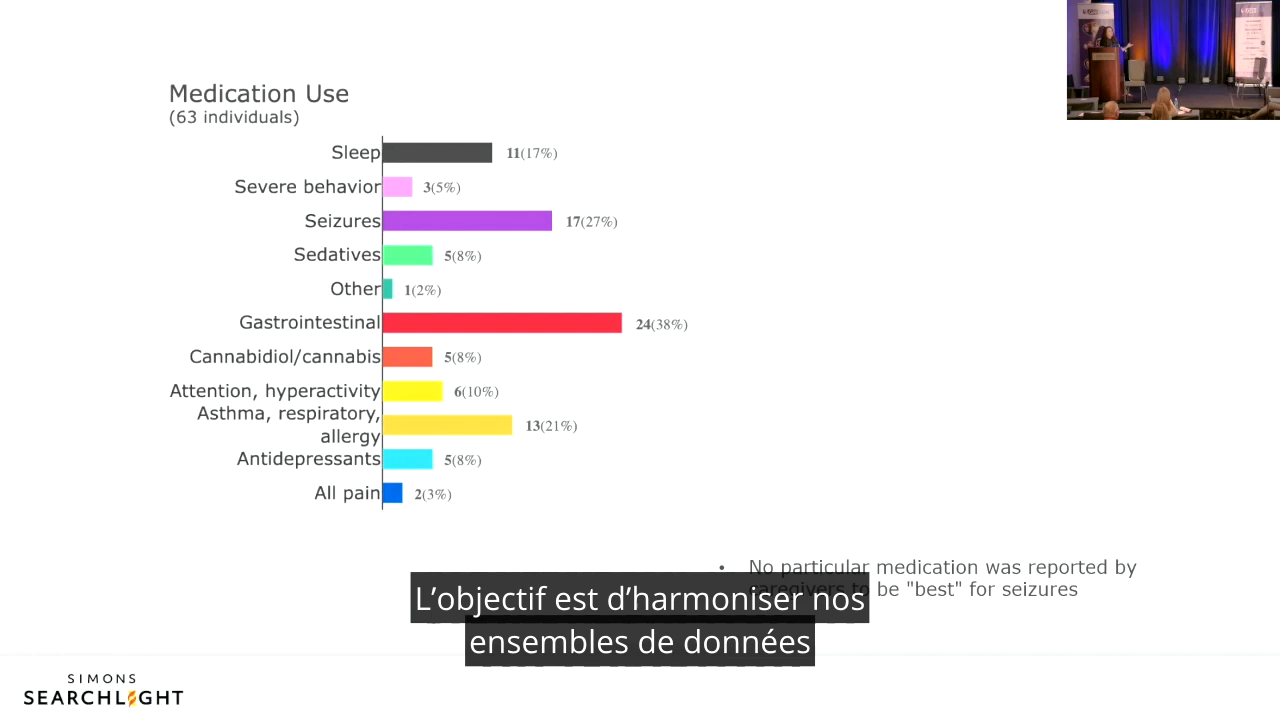 Medication Use
(63 individuals)
Sleep 11(17%)
Severe behavior 3(5%)
Seizures 17(27%)
Sedatives 5(8%)
Other 1(2%)
Gastrointestinal 24(38%)
Cannabidiol/cannabis 5(8%)
Attention, hyperactivity 6(10%)
Asthma, respiratory,
allergy 13(21%)
Antidepressants 5(8%)
All pain 2(3%)
• No particular medication was reported by
caregivers to be "best" for seizures
L’objectif est d’harmoniser nos
ensembles de données
SIMONS
SEARCHLIGHT